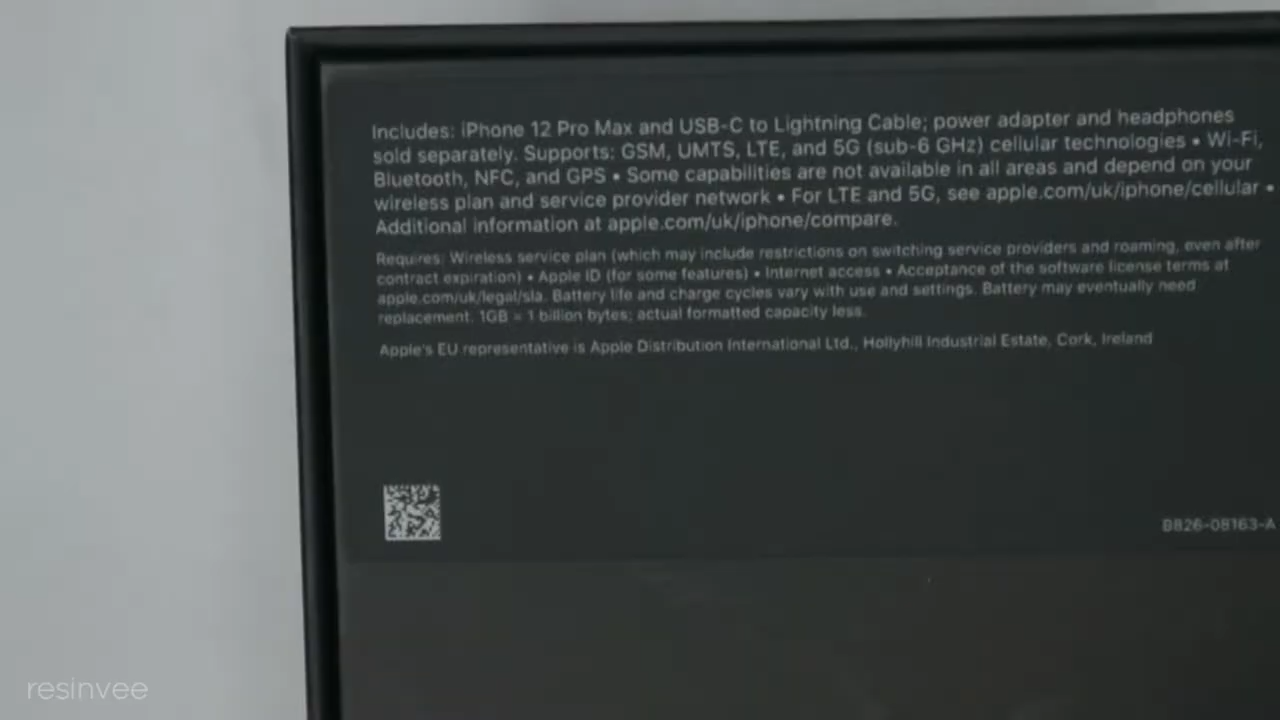 Includes: iPhone 12 Pro Max and USB-C to Lightning Cable; power adapter and headphones
sold separately. Supports: GSM, UMTS, LTE, and 5G (sub-6 GHz) cellular technologies • Wi-Fi,
Bluetooth, NFC, and GPS • Some capabilities are not available in all areas and depend on your
wireless plan and service provider network • For LTE and 5G, see apple.com/uk/iphone/cellular •
Additional information at apple.com/uk/iphone/compare.
Requires: Wireless service plan (which may include restrictions on switching service providers and roaming, even after
contract expiration) • Apple ID (for some features) • Internet access • Acceptance of the software license terms at
apple.com/uk/legal/sla. Battery life and charge cycles vary with use and settings. Battery may eventually need
replacement. 1GB = 1 billion bytes; actual formatted capacity less.
Apple's EU representative is Apple Distribution International Ltd., Hollyhill Industrial Estate, Cork, Ireland
B826-08163-A
resinvee